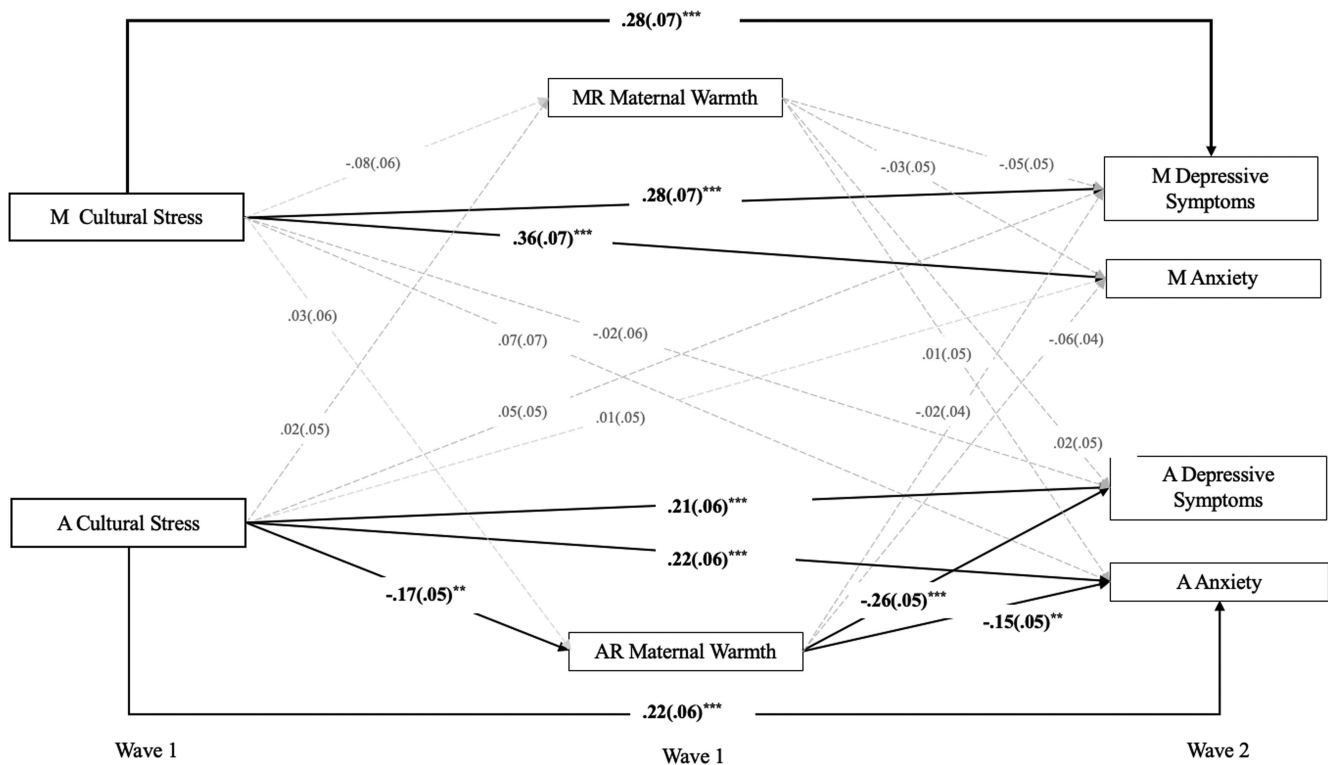 .28(.07)***
MR Maternal Warmth
-.08(.06)
-.03(.05)
-.05(.05)
M Depressive
Symptoms
M Cultural Stress
.28(.07)***
.36(.07)***
M Anxiety
.03(.06)
.07(.07)
-.02(.06)
.01(.05)
-.06(.04)
.02(.05)
.05(.05)
.01(.05)
-.02(.04)
.02(.05)
A Depressive
Symptoms
A Cultural Stress
.21(.06)***
.22(.06)***
A Anxiety
-.17(.05)**
-.26(.05)***
-.15(.05)**
AR Maternal Warmth
.22(.06)***
Wave 1
Wave 1
Wave 2